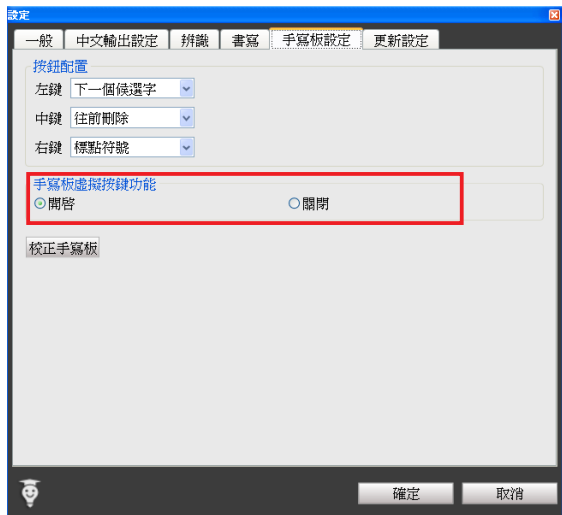 設定
一般 中文輸出設定 辨識 書寫 手寫板設定 更新設定
按鈕配置
左鍵 下一個候選字
中鍵 往前刪除
右鍵 標點符號
手寫板虛擬按鍵功能
開啓 關閉
校正手寫板
確定 取消